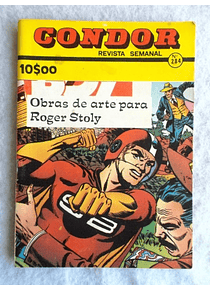 CONDOR
REVISTA SEMANAL
Nº 284
10$00
Obras de arte para
Roger Stoly